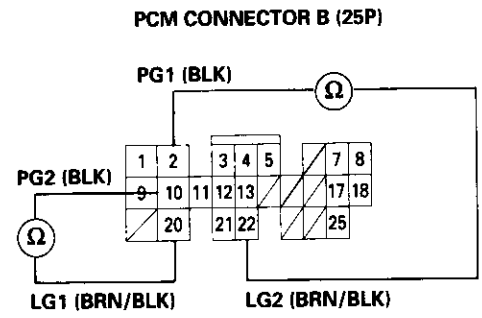 PCM CONNECTOR B (25P)
PG1 (BLK)
Ω
1 2 3 4 5 7 8
PG2 (BLK)
9 10 11 12 13 17 18
Ω
20 21 22 25
LG1 (BRN/BLK) LG2 (BRN/BLK)